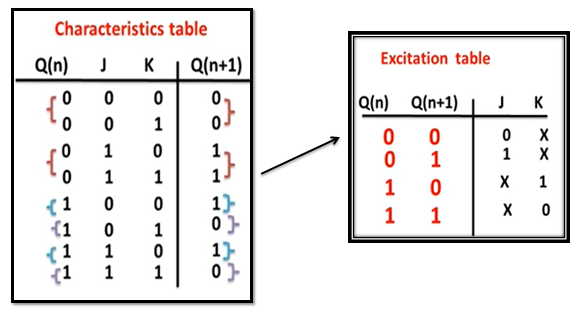 Characteristics table
Q(n) J K Q(n+1)
0 0 0 0
0 0 1 0
0 1 0 1
0 1 1 1
1 0 0 1
1 0 1 0
1 1 0 1
1 1 1 0
Excitation table
Q(n) Q(n+1) J K
0 0 0 X
0 1 1 X
1 0 X 1
1 1 X 0